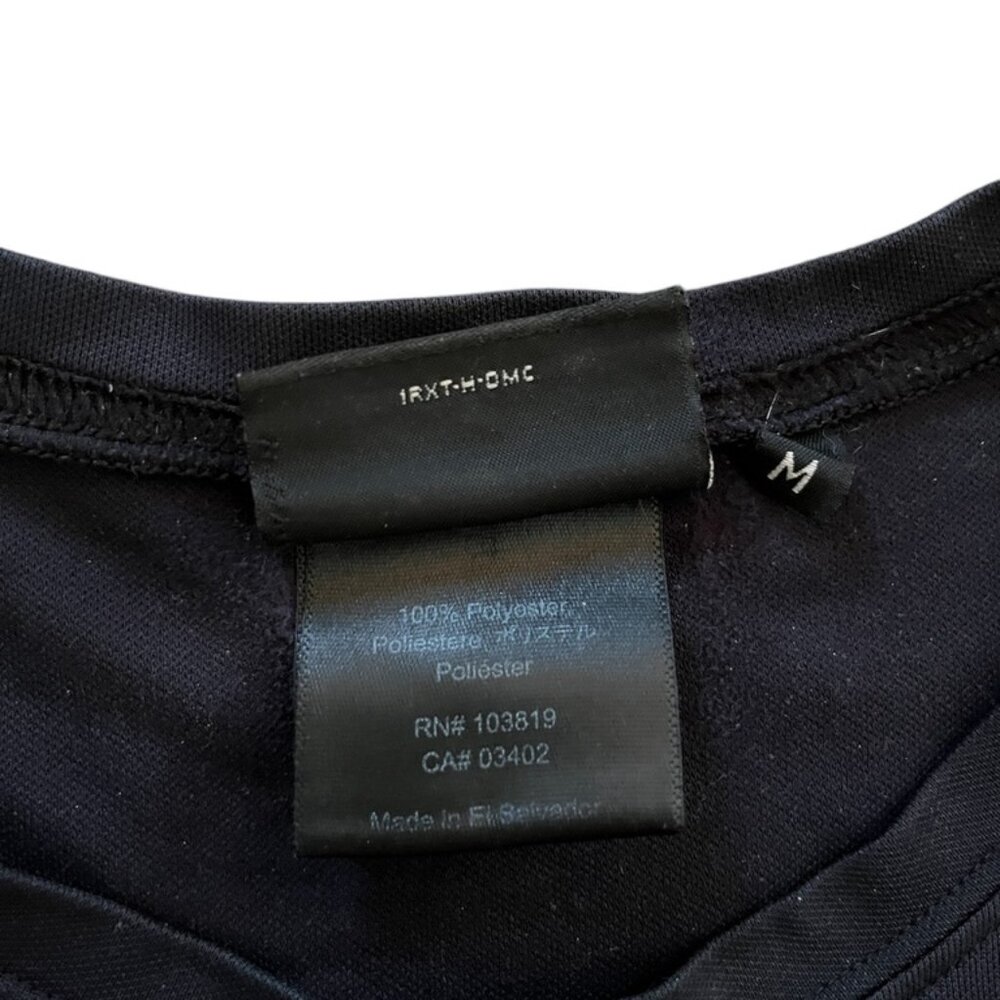 1RXT-H-DMC
M
100% Polyester
Poliestere ポリエステル
Poliéster
RN# 103819
CA# 03402
Made in El Salvador